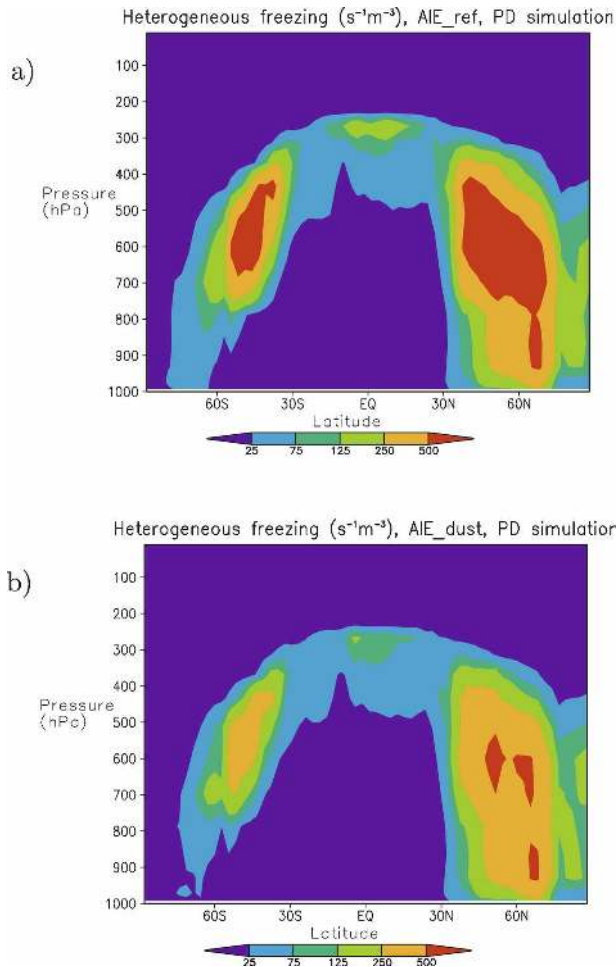 Heterogeneous freezing (s⁻¹m⁻³), AIE_ref, PD simulation
a)
100
200
300
400
Pressure
(hPa)
500
600
700
800
900
1000
60S 30S EQ 30N 60N
Latitude
25 75 125 250 500
Heterogeneous freezing (s⁻¹m⁻³), AIE_dust, PD simulation
b)
100
200
300
400
Pressure
(hPa)
500
600
700
800
900
1000
60S 30S EQ 30N 60N
Latitude
25 75 125 250 500